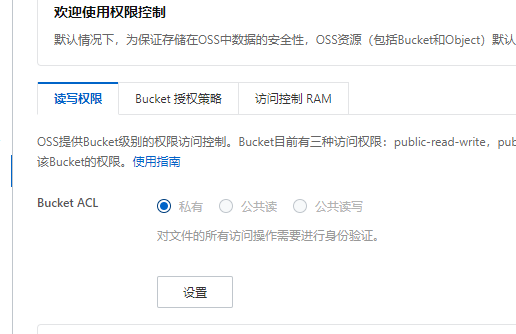 欢迎使用权限控制
默认情况下，为保证存储在OSS中数据的安全性，OSS资源（包括Bucket和Object）默认
读写权限
Bucket 授权策略
访问控制 RAM
OSS提供Bucket级别的权限访问控制。Bucket目前有三种访问权限：public-read-write，pub
该Bucket的权限。使用指南
Bucket ACL
私有
公共读
公共读写
对文件的所有访问操作需要进行身份验证。
设置